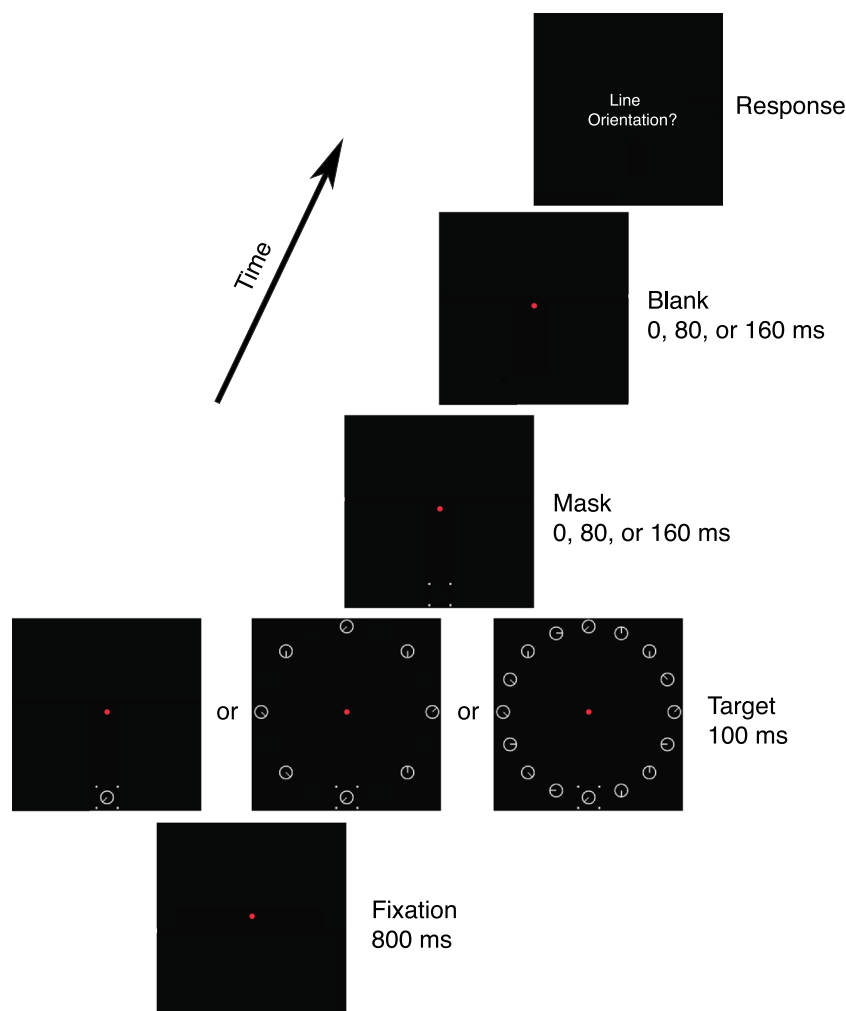 Line
Orientation?
Response
Time
Blank
0, 80, or 160 ms
Mask
0, 80, or 160 ms
or
or
Target
100 ms
Fixation
800 ms